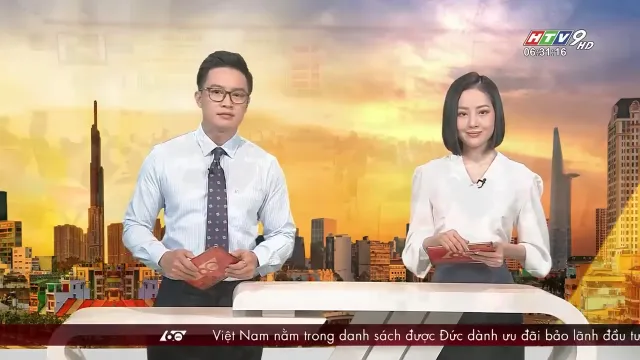 HTV9 HD
06:31:16
60 Việt Nam nằm trong danh sách được Đức dành ưu đãi bảo lãnh đầu tư